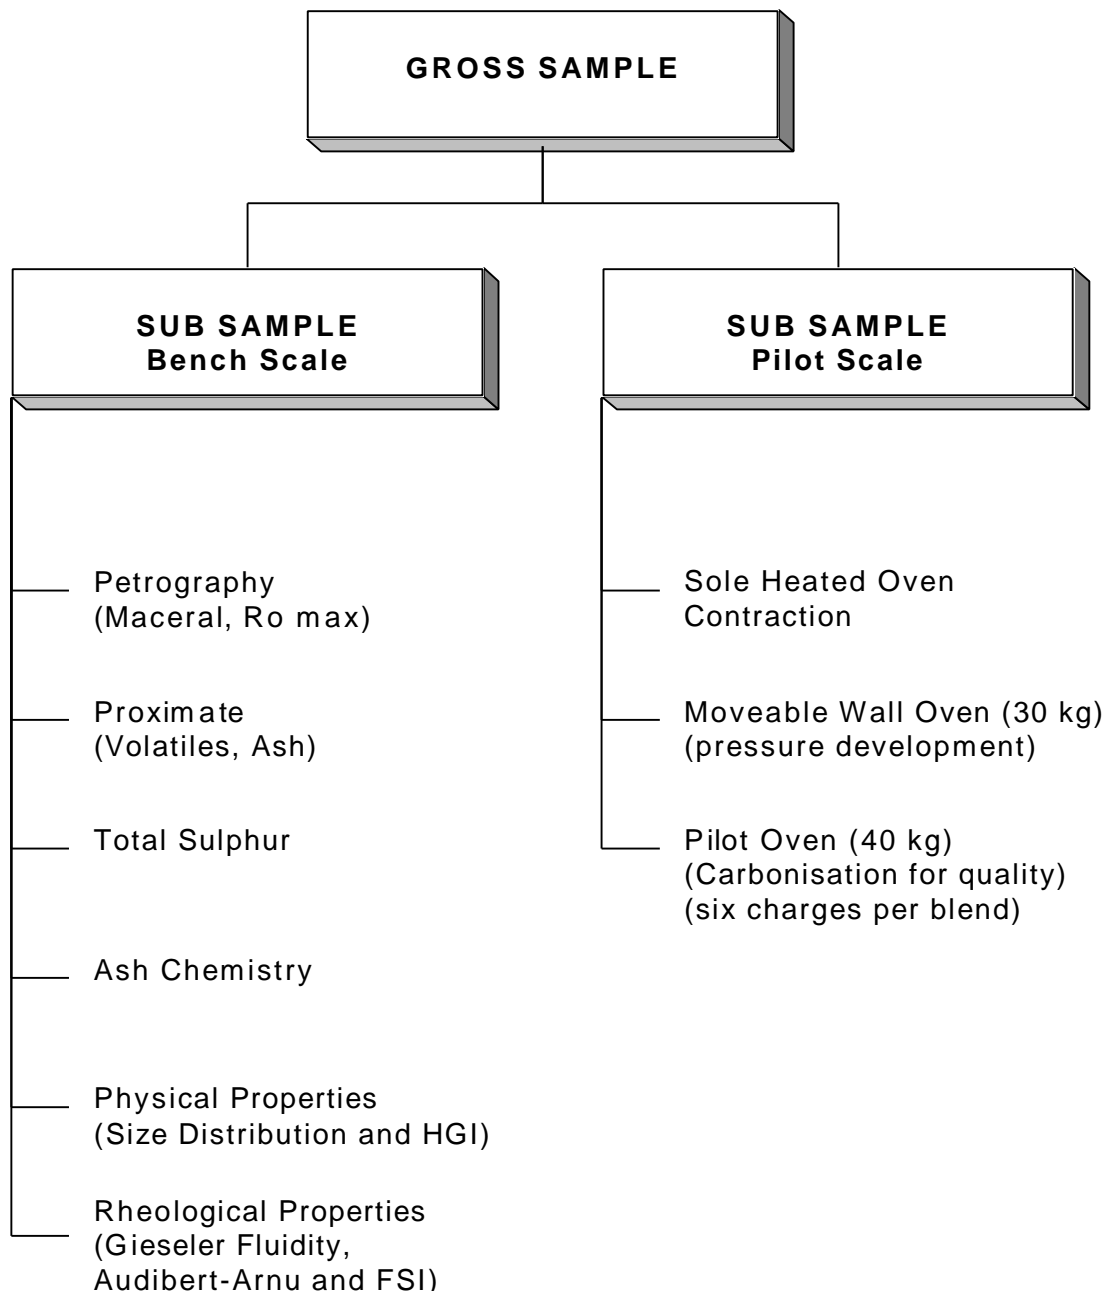 GROSS SAMPLE
SUB SAMPLE
Bench Scale
SUB SAMPLE
Pilot Scale
Petrography
(Maceral, Ro max)
Proximate
(Volatiles, Ash)
Total Sulphur
Ash Chemistry
Physical Properties
(Size Distribution and HGI)
Rheological Properties
(Gieseler Fluidity,
Audibert-Arnu and FSI)
Sole Heated Oven
Contraction
Moveable Wall Oven (30 kg)
(pressure development)
Pilot Oven (40 kg)
(Carbonisation for quality)
(six charges per blend)